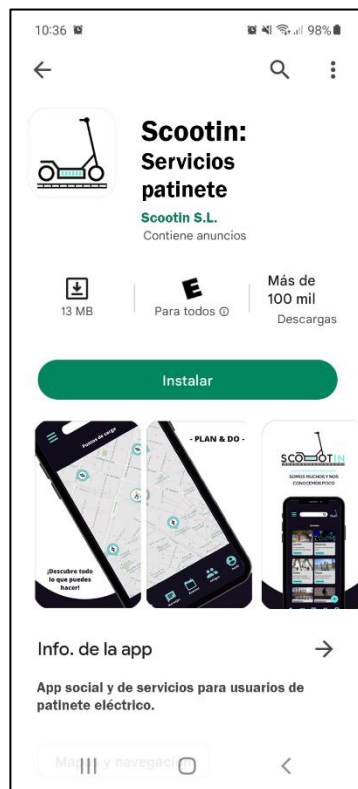 10:36
98%
Scootin:
Servicios
patinete
Scootin S.L.
Contiene anuncios
13 MB
E
Para todos
Más de
100 mil
Descargas
Instalar
Puntos de carga
¡Descubre todo
lo que puedes
hacer!
- PLAN & DO -
SCOOTIN
SOMOS MUCHOS Y NOS
CONOCEMOS POCO
Info. de la app
App social y de servicios para usuarios de
patinete eléctrico.
Mapas y navegación